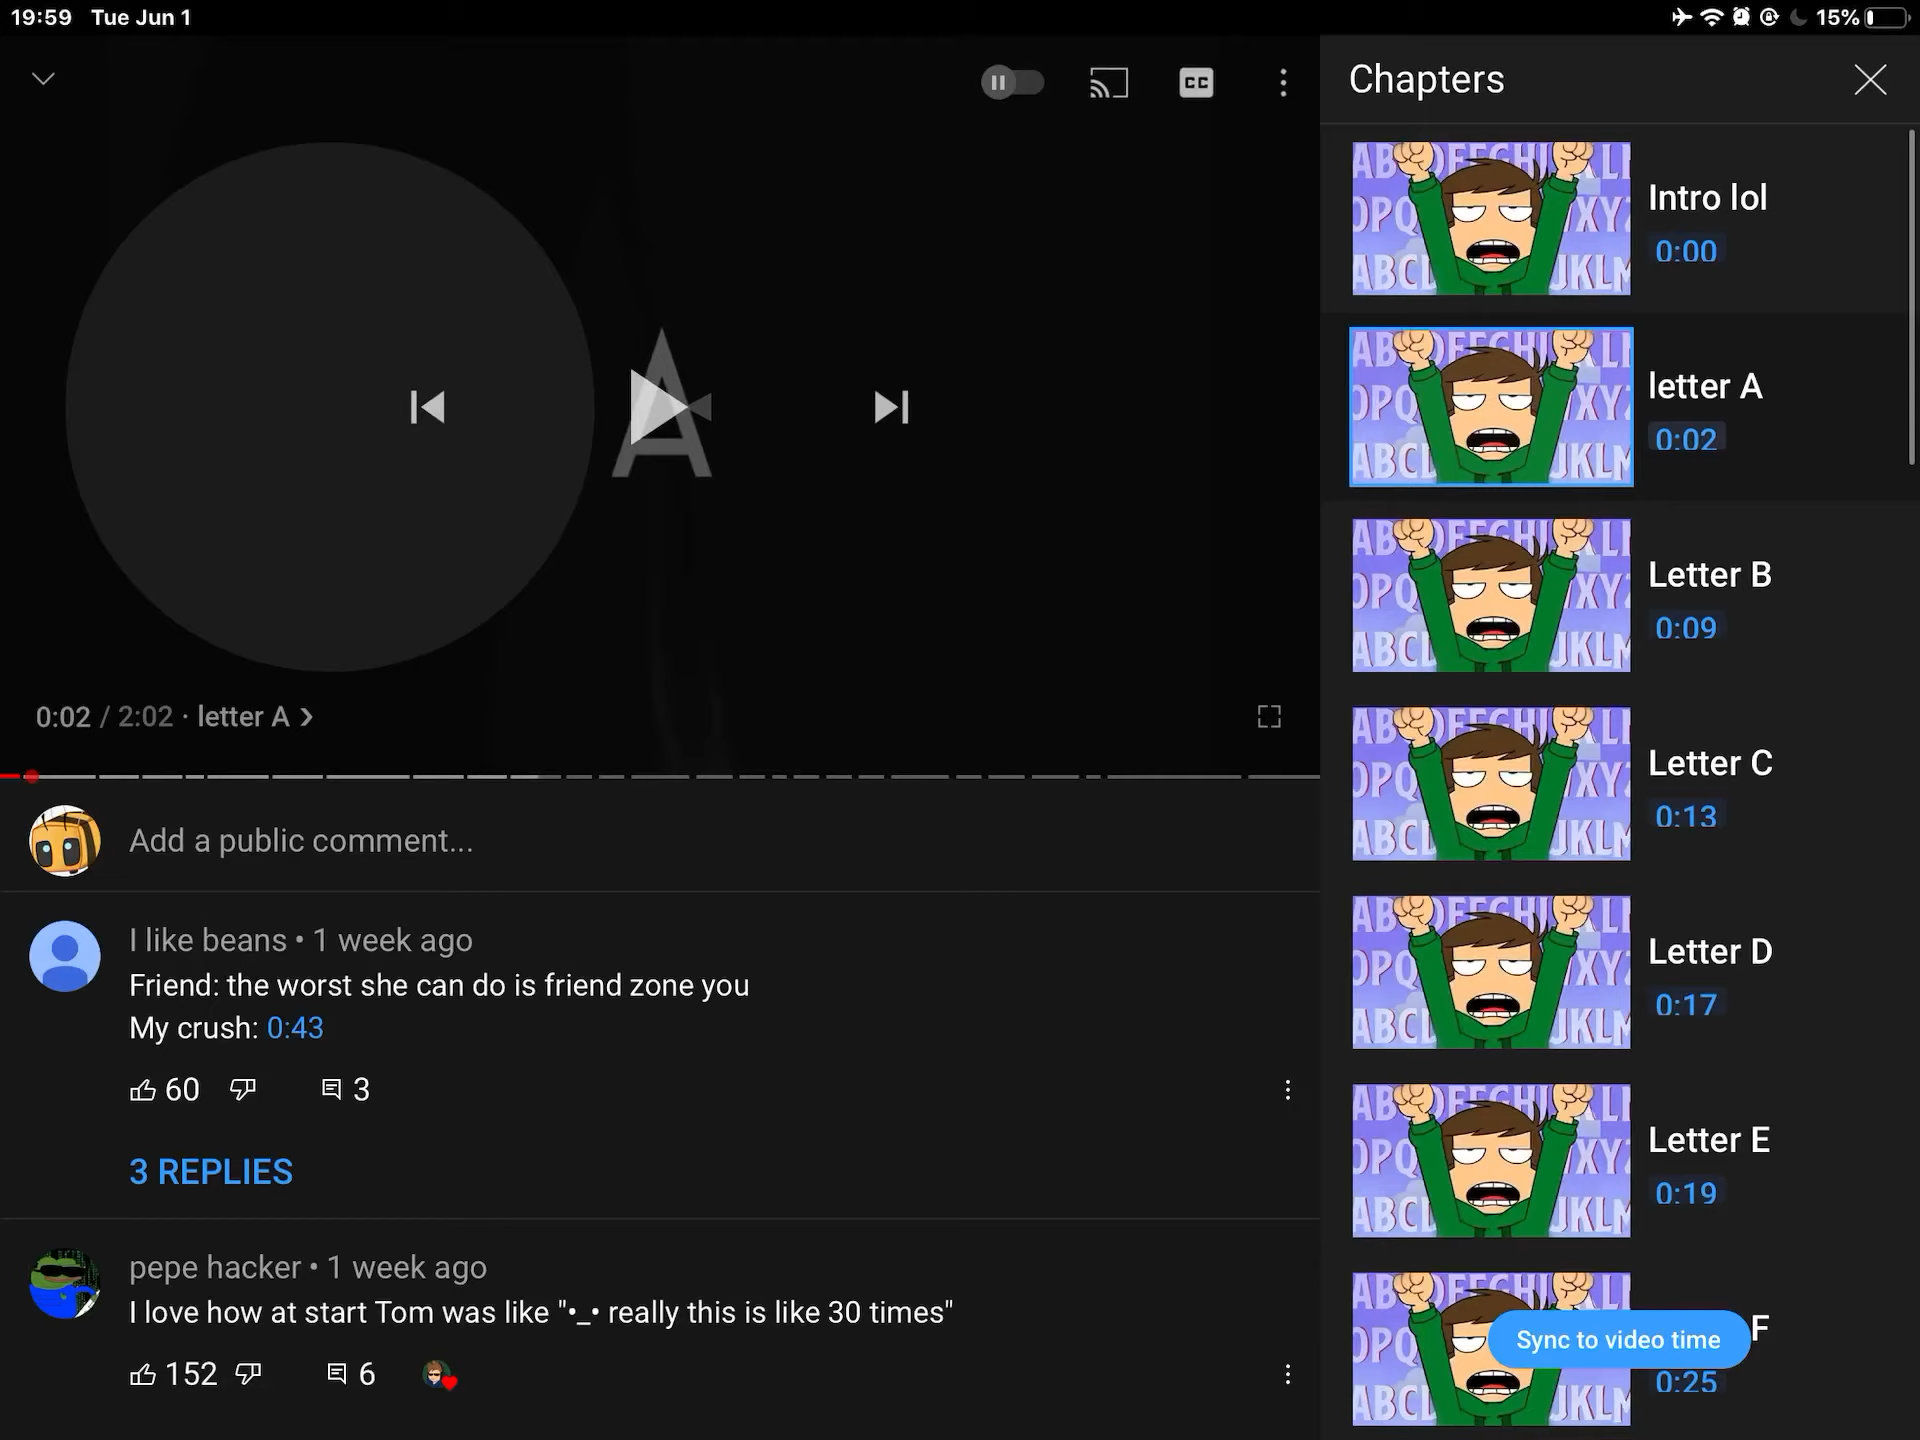 19:59 Tue Jun 1
15%
CC
A
0:02 / 2:02 · letter A
Add a public comment...
I like beans • 1 week ago
Friend: the worst she can do is friend zone you
My crush: 0:43
60
3
3 REPLIES
pepe hacker • 1 week ago
I love how at start Tom was like "•_• really this is like 30 times"
152
6
Chapters
Intro lol
0:00
letter A
0:02
Letter B
0:09
Letter C
0:13
Letter D
0:17
Letter E
0:19
F
Sync to video time
0:25